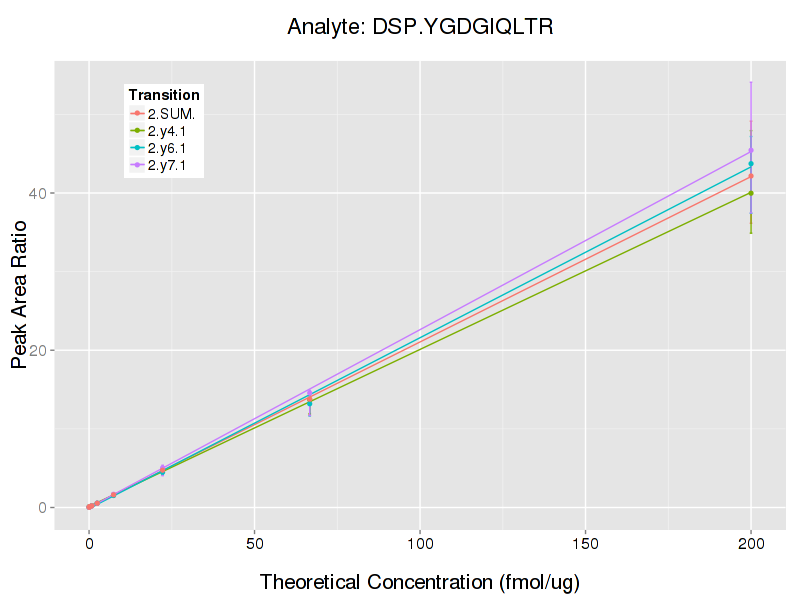 Analyte: DSP.YGDGIQLTR
Transition
2.SUM.
2.y4.1
2.y6.1
2.y7.1
Peak Area Ratio
40
20
0
0 50 100 150 200
Theoretical Concentration (fmol/ug)